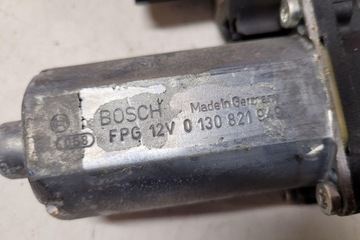 BOSCH Made in Germany
FPG 12V 0 130 821